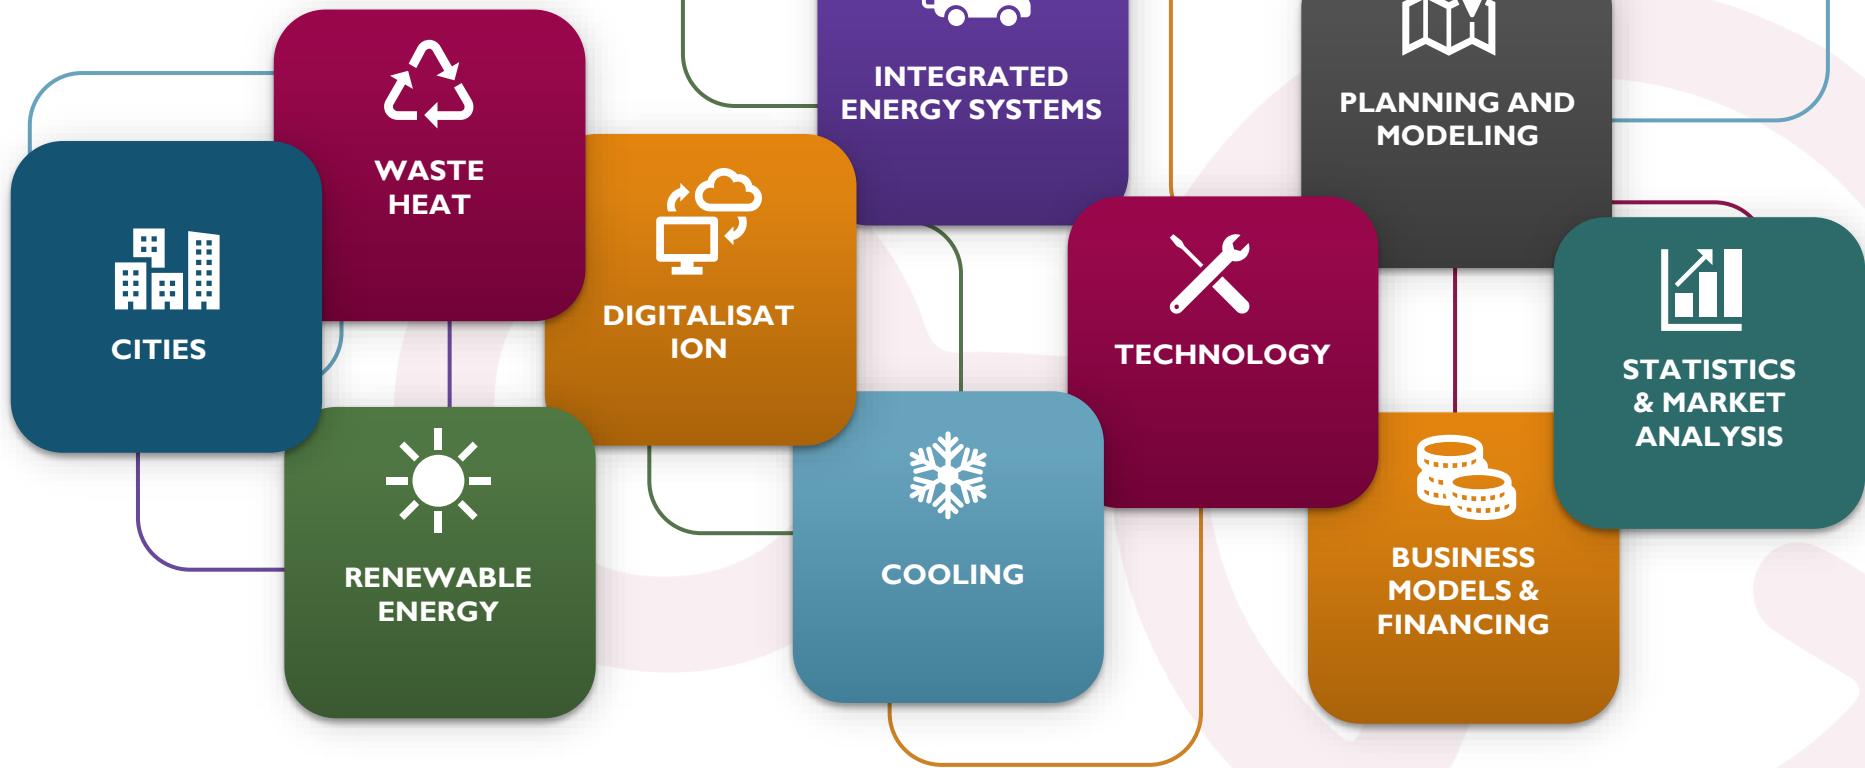 CITIES
WASTE
HEAT
RENEWABLE
ENERGY
DIGITALISAT
ION
INTEGRATED
ENERGY SYSTEMS
COOLING
TECHNOLOGY
PLANNING AND
MODELING
BUSINESS
MODELS &
FINANCING
STATISTICS
& MARKET
ANALYSIS